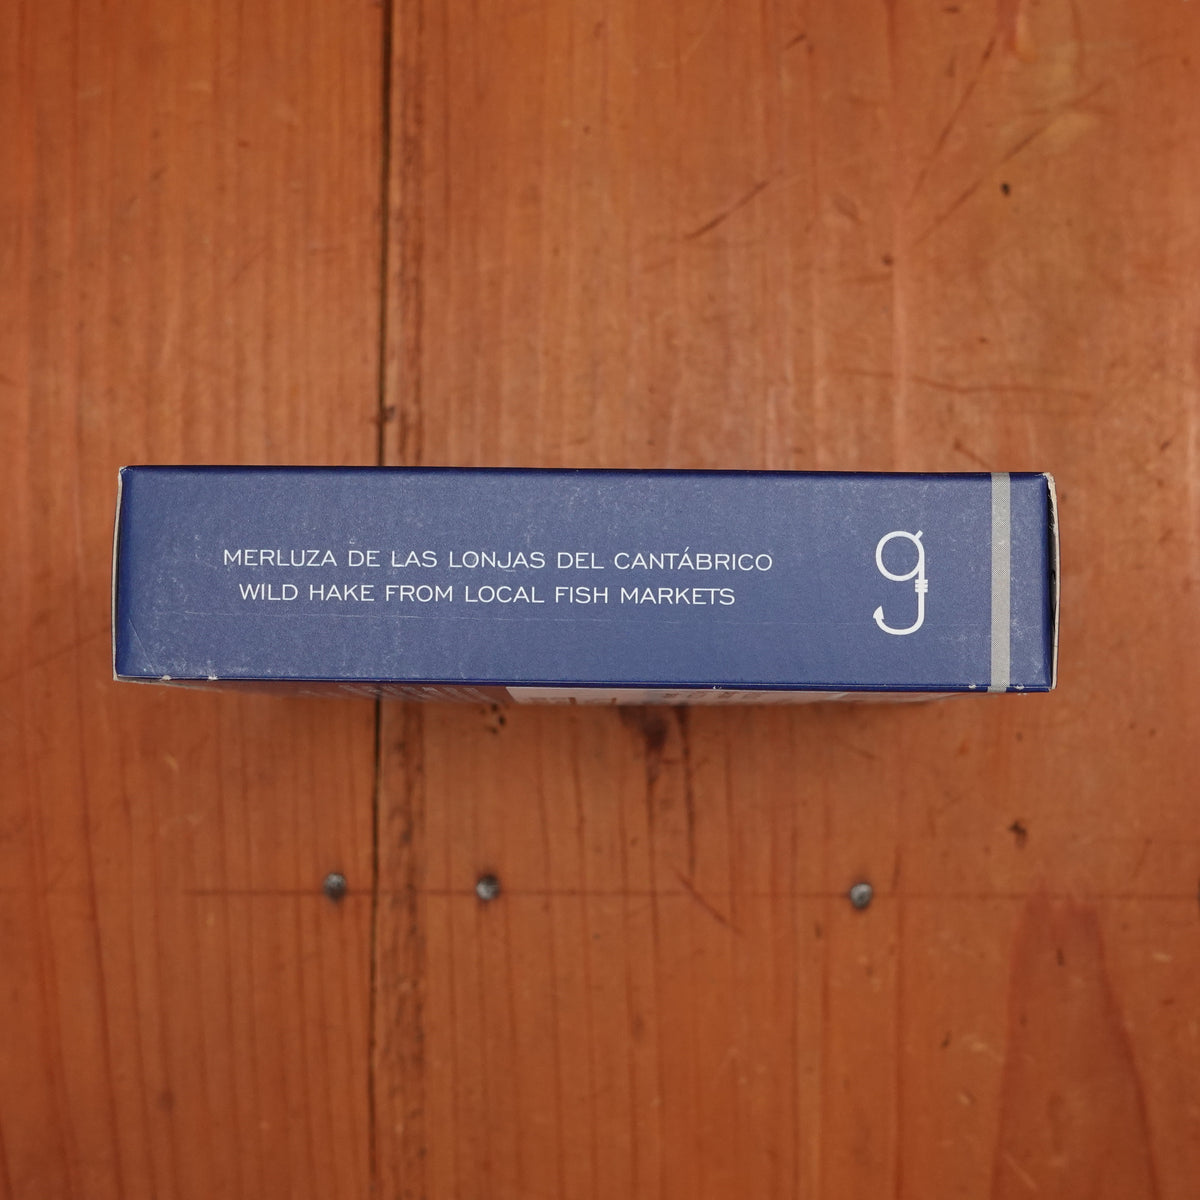 MERLUZA DE LAS LONJAS DEL CANTÁBRICO
WILD HAKE FROM LOCAL FISH MARKETS
g